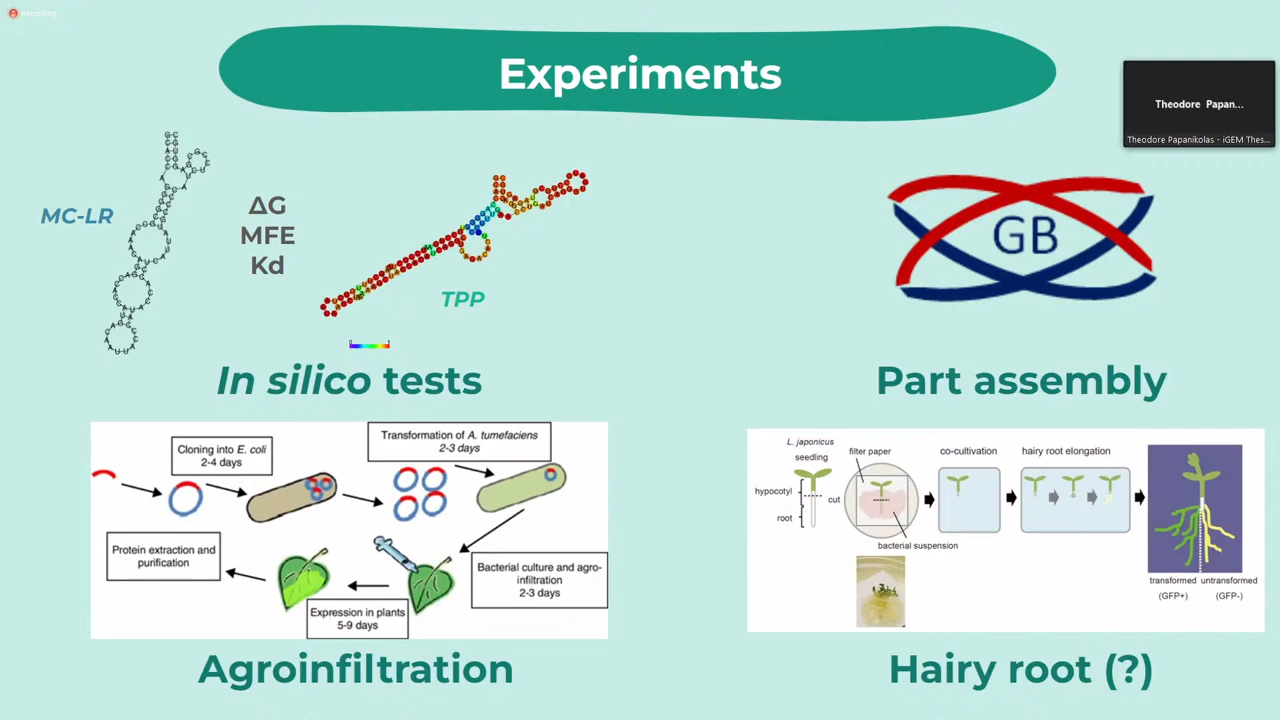 Recording
Experiments
Theodore Papan...
Theodore Papanikolas - iGEM Thes...
MC-LR
ΔG
MFE
Kd
TPP
GB
In silico tests
Part assembly
Cloning into E. coli
2-4 days
Transformation of A. tumefaciens
2-3 days
Protein extraction and
purification
Expression in plants
5-9 days
Bacterial culture and agro-
infiltration
2-3 days
L. japonicus
seedling
filter paper
co-cultivation
hairy root elongation
hypocotyl
cut
root
bacterial suspension
transformed
(GFP+)
untransformed
(GFP-)
Agroinfiltration
Hairy root (?)